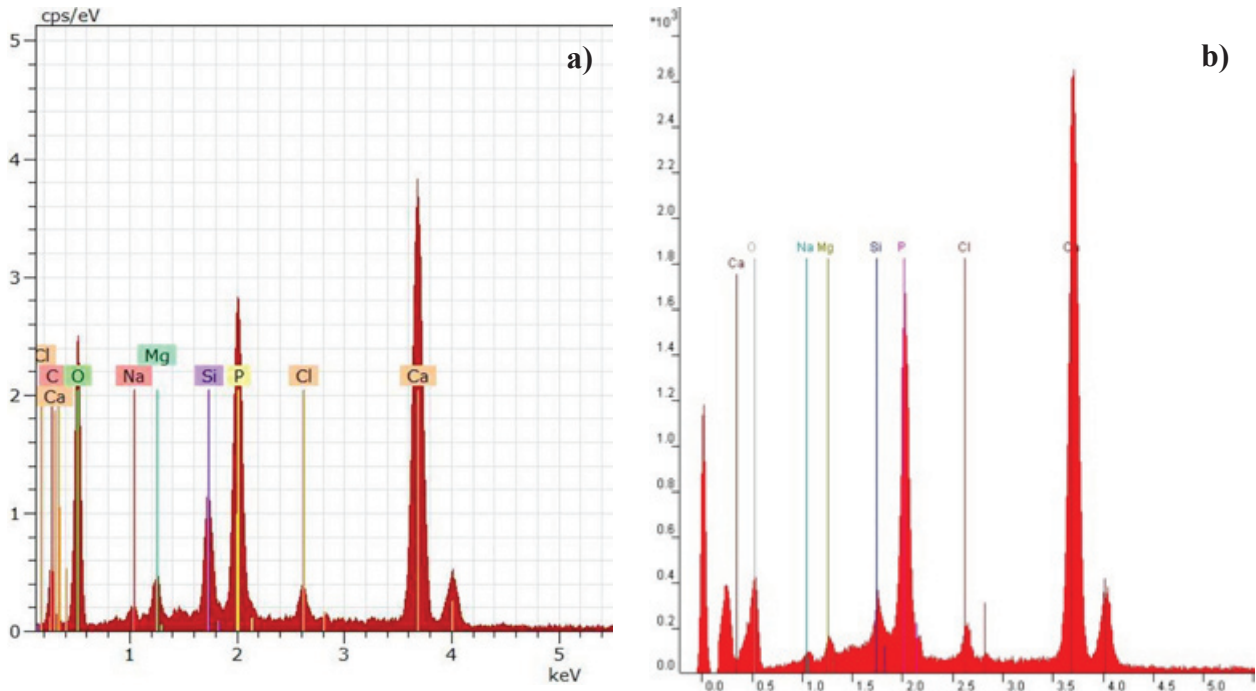 cps/eV
a)
5
4
3
2
1
0
Cl
C
Ca
O
Na
Mg
Si
P
Cl
Ca
1 2 3 4 5
keV
*10³
b)
2.6
2.4
2.2
2.0
1.8
1.6
1.4
1.2
1.0
0.8
0.6
0.4
0.2
0.0
Ca
O
Na
Mg
Si
P
Cl
Ca
0.0 0.5 1.0 1.5 2.0 2.5 3.0 3.5 4.0 4.5 5.0